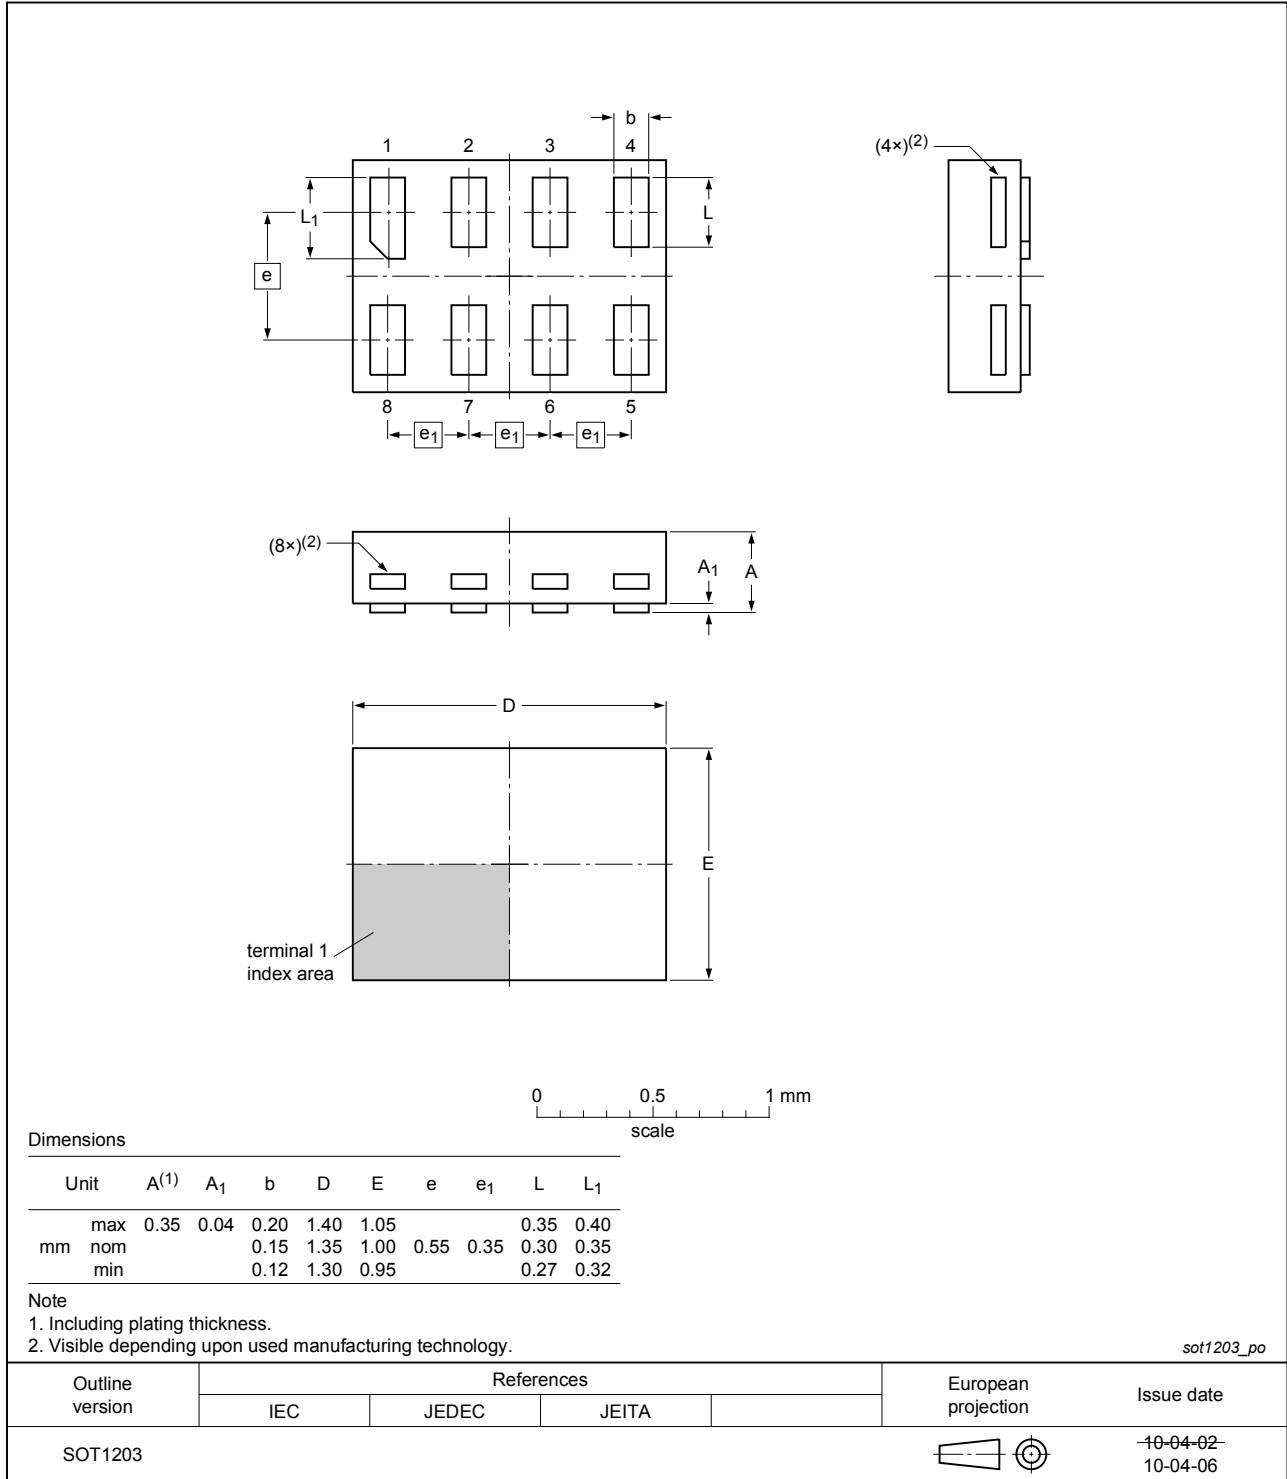 b
1 2 3 4
(4×)(2)
L1
L
e
8 7 6 5
e1 e1 e1
(8×)(2)
A1 A
D
E
terminal 1
index area
0 0.5 1 mm
scale
Dimensions
Unit A(1) A1 b D E e e1 L L1
max 0.35 0.04 0.20 1.40 1.05 0.35 0.40
mm nom 0.15 1.35 1.00 0.55 0.35 0.30 0.35
min 0.12 1.30 0.95 0.27 0.32
Note
1. Including plating thickness.
2. Visible depending upon used manufacturing technology.
sot1203_po
Outline
version
References
IEC JEDEC JEITA
European
projection
Issue date
SOT1203
10-04-02
10-04-06